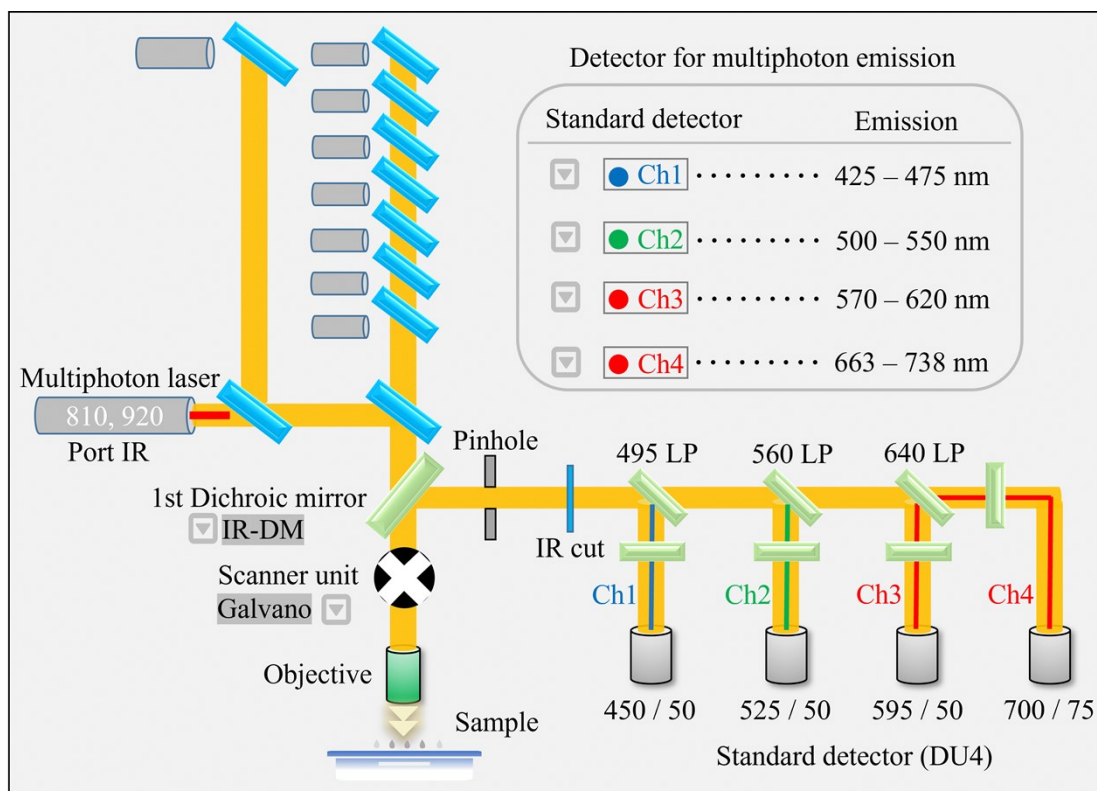 Detector for multiphoton emission
Standard detector Emission
Ch1 ········· 425 – 475 nm
Ch2 ········· 500 – 550 nm
Ch3 ········· 570 – 620 nm
Ch4 ········· 663 – 738 nm
Multiphoton laser
810, 920
Port IR
Pinhole
495 LP 560 LP 640 LP
1st Dichroic mirror
IR-DM
IR cut
Scanner unit
Galvano
Ch1 Ch2 Ch3 Ch4
Objective
Sample
450 / 50 525 / 50 595 / 50 700 / 75
Standard detector (DU4)